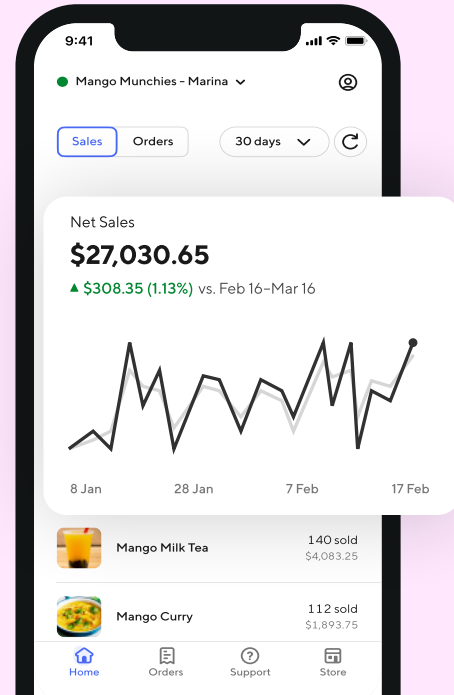 9:41
Mango Munchies - Marina
Sales Orders 30 days
Net Sales
$27,030.65
$308.35 (1.13%) vs. Feb 16–Mar 16
8 Jan 28 Jan 7 Feb 17 Feb
Mango Milk Tea 140 sold
$4,083.25
Mango Curry 112 sold
$1,893.75
Home Orders Support Store